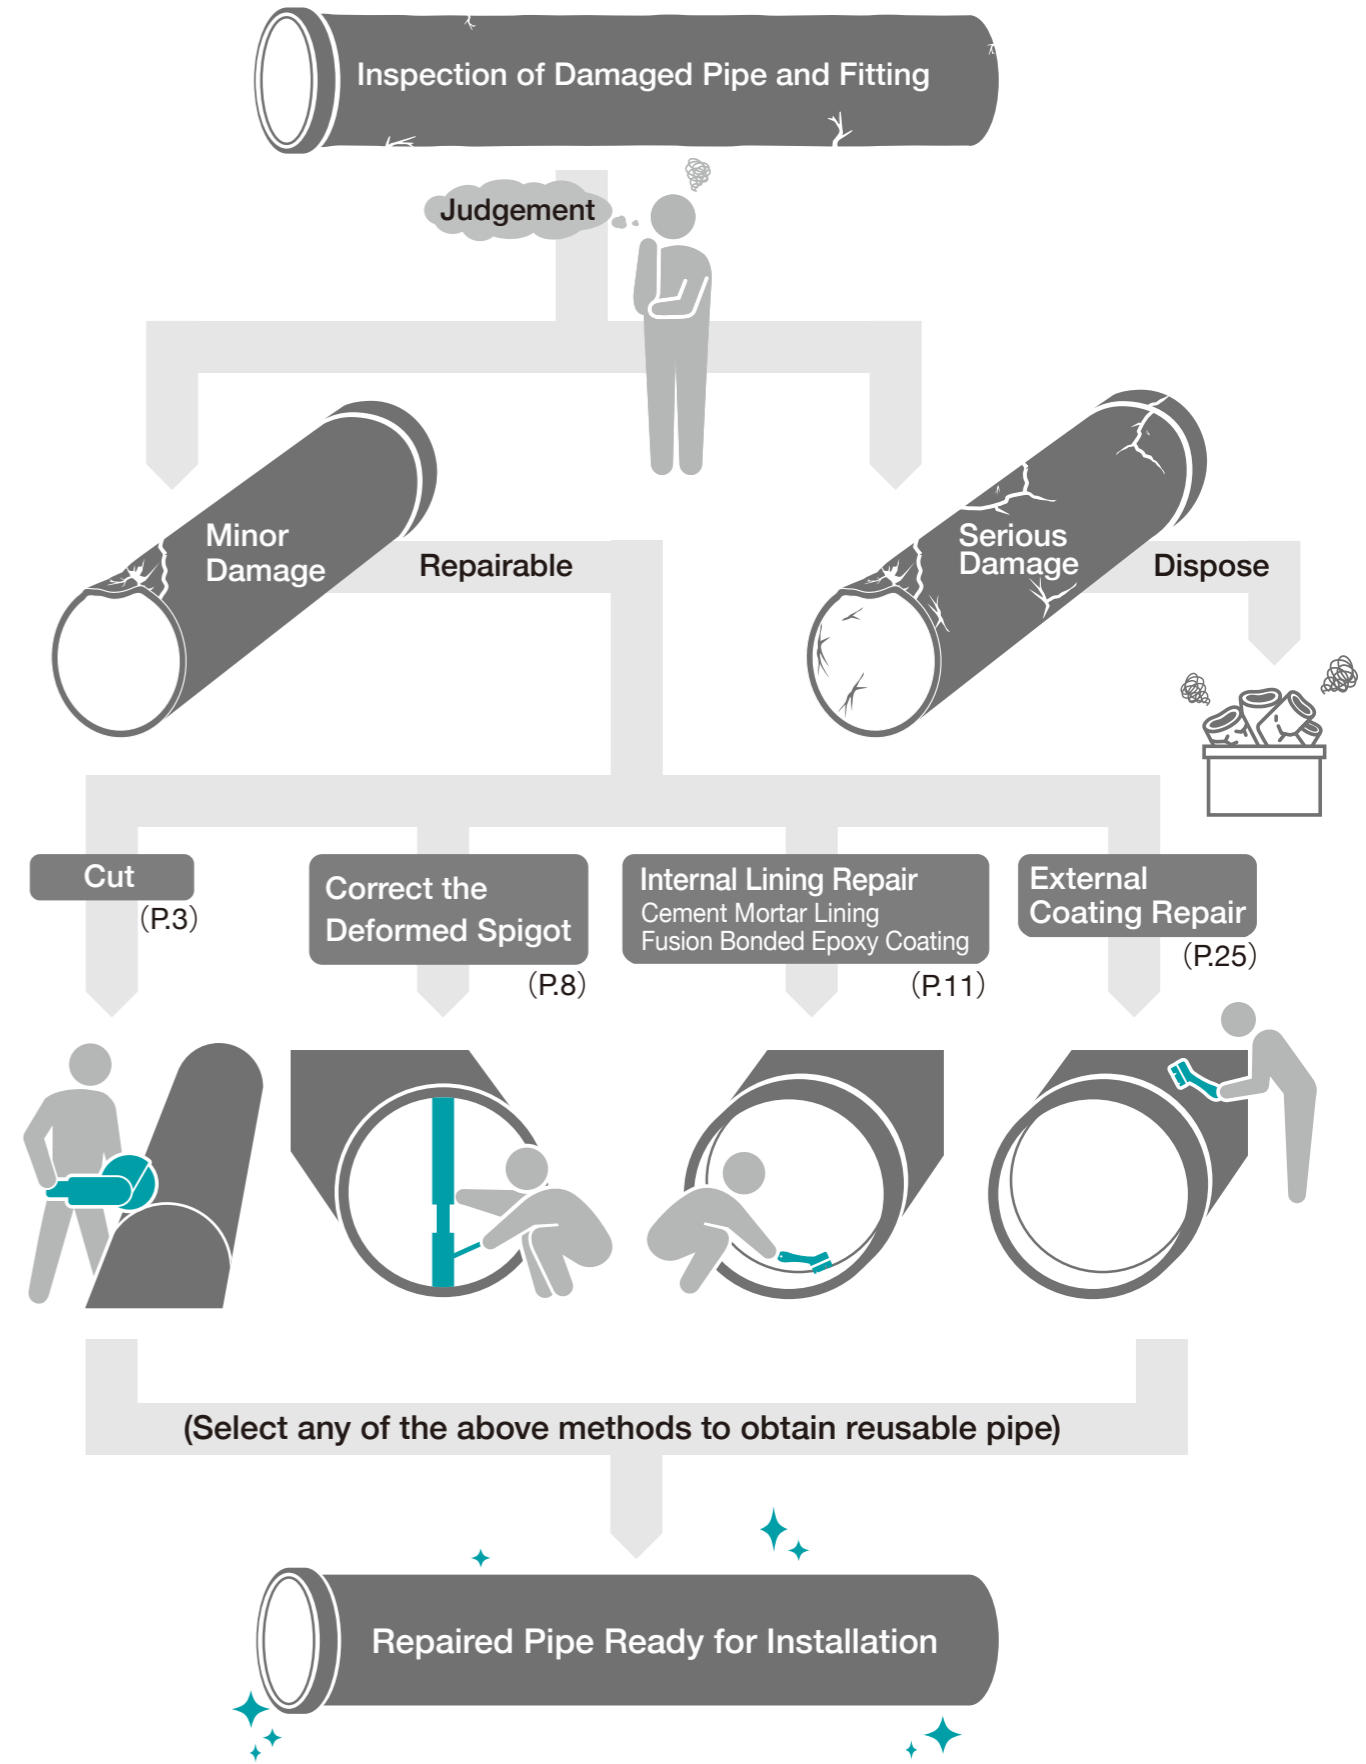 Inspection of Damaged Pipe and Fitting
Judgement
Minor
Damage
Repairable
Serious
Damage
Dispose
Cut
(P.3)
Correct the
Deformed Spigot
(P.8)
Internal Lining Repair
Cement Mortar Lining
Fusion Bonded Epoxy Coating
(P.11)
External
Coating Repair
(P.25)
(Select any of the above methods to obtain reusable pipe)
Repaired Pipe Ready for Installation